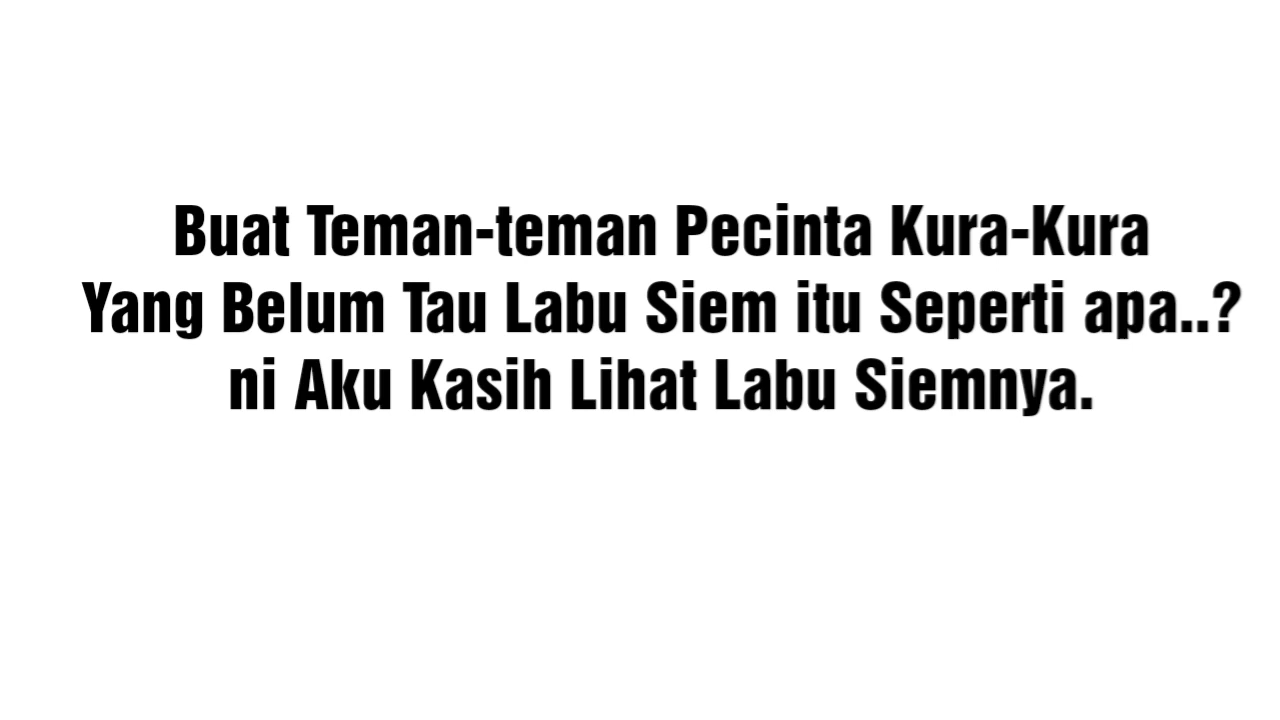 Buat Teman-teman Pecinta Kura-Kura
Yang Belum Tau Labu Siem itu Seperti apa..?
ni Aku Kasih Lihat Labu Siemnya.